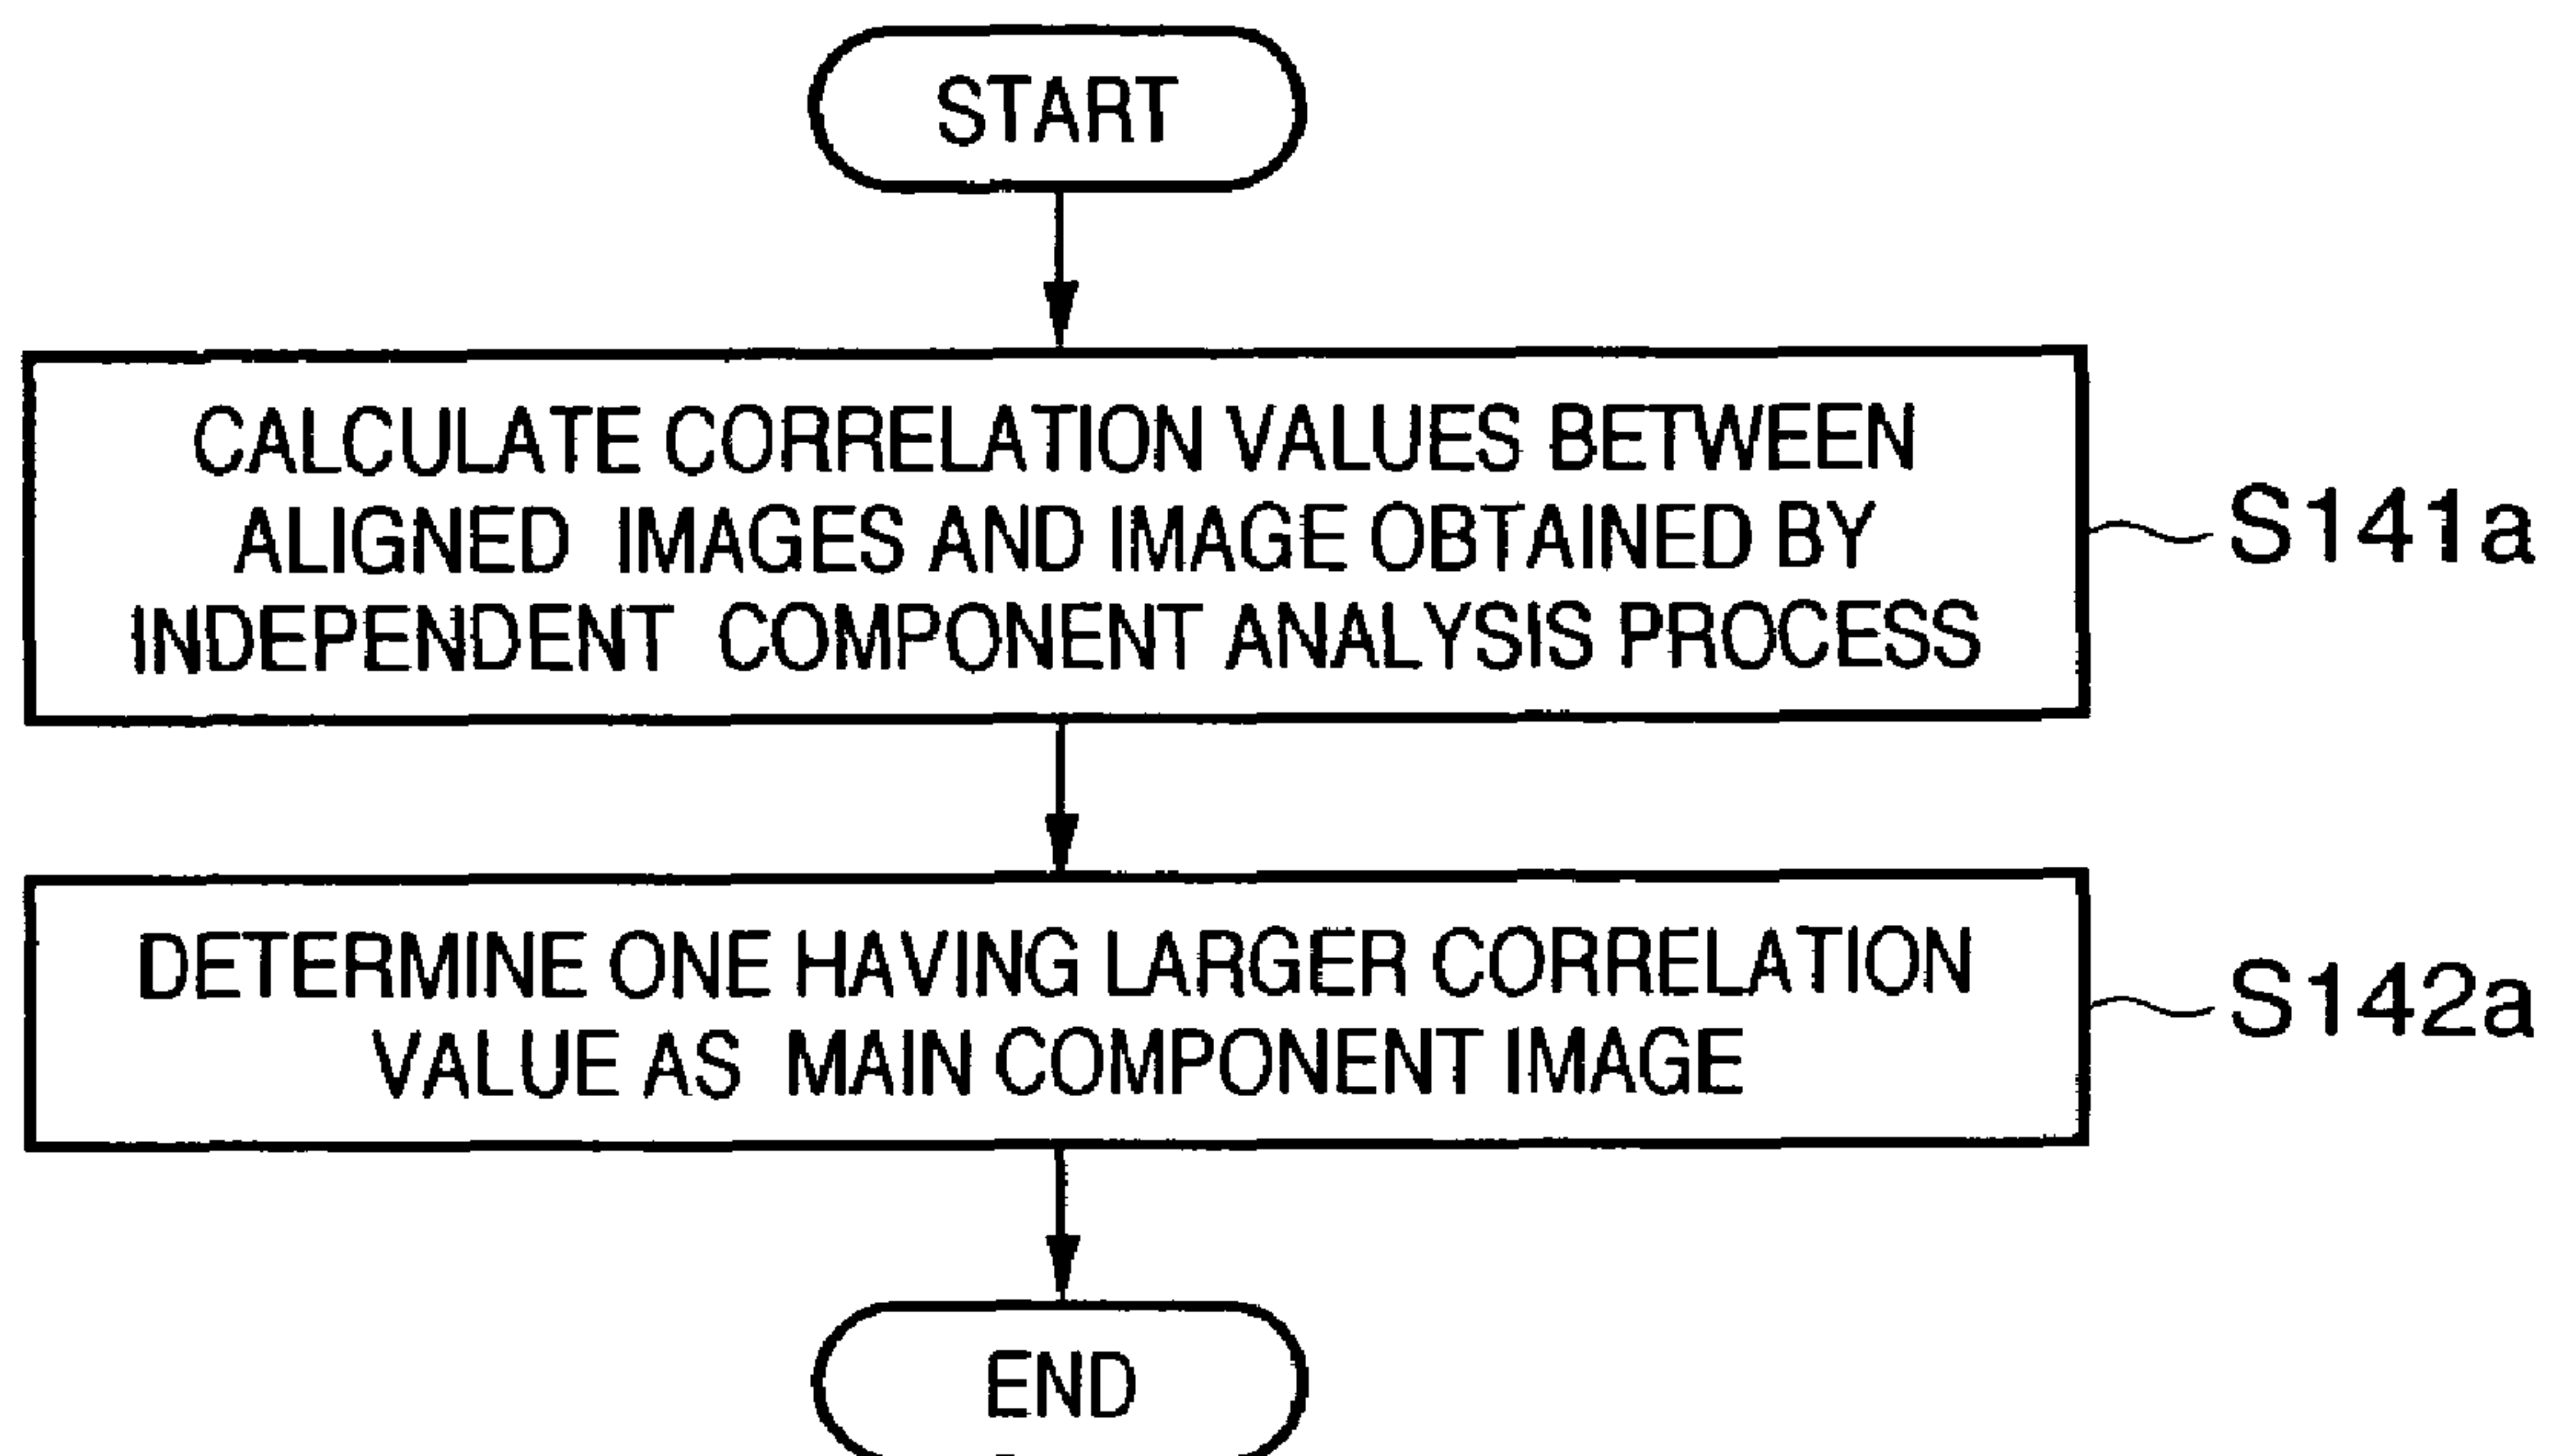 START
CALCULATE CORRELATION VALUES BETWEEN
ALIGNED IMAGES AND IMAGE OBTAINED BY
INDEPENDENT COMPONENT ANALYSIS PROCESS
S141a
DETERMINE ONE HAVING LARGER CORRELATION
VALUE AS MAIN COMPONENT IMAGE
S142a
END